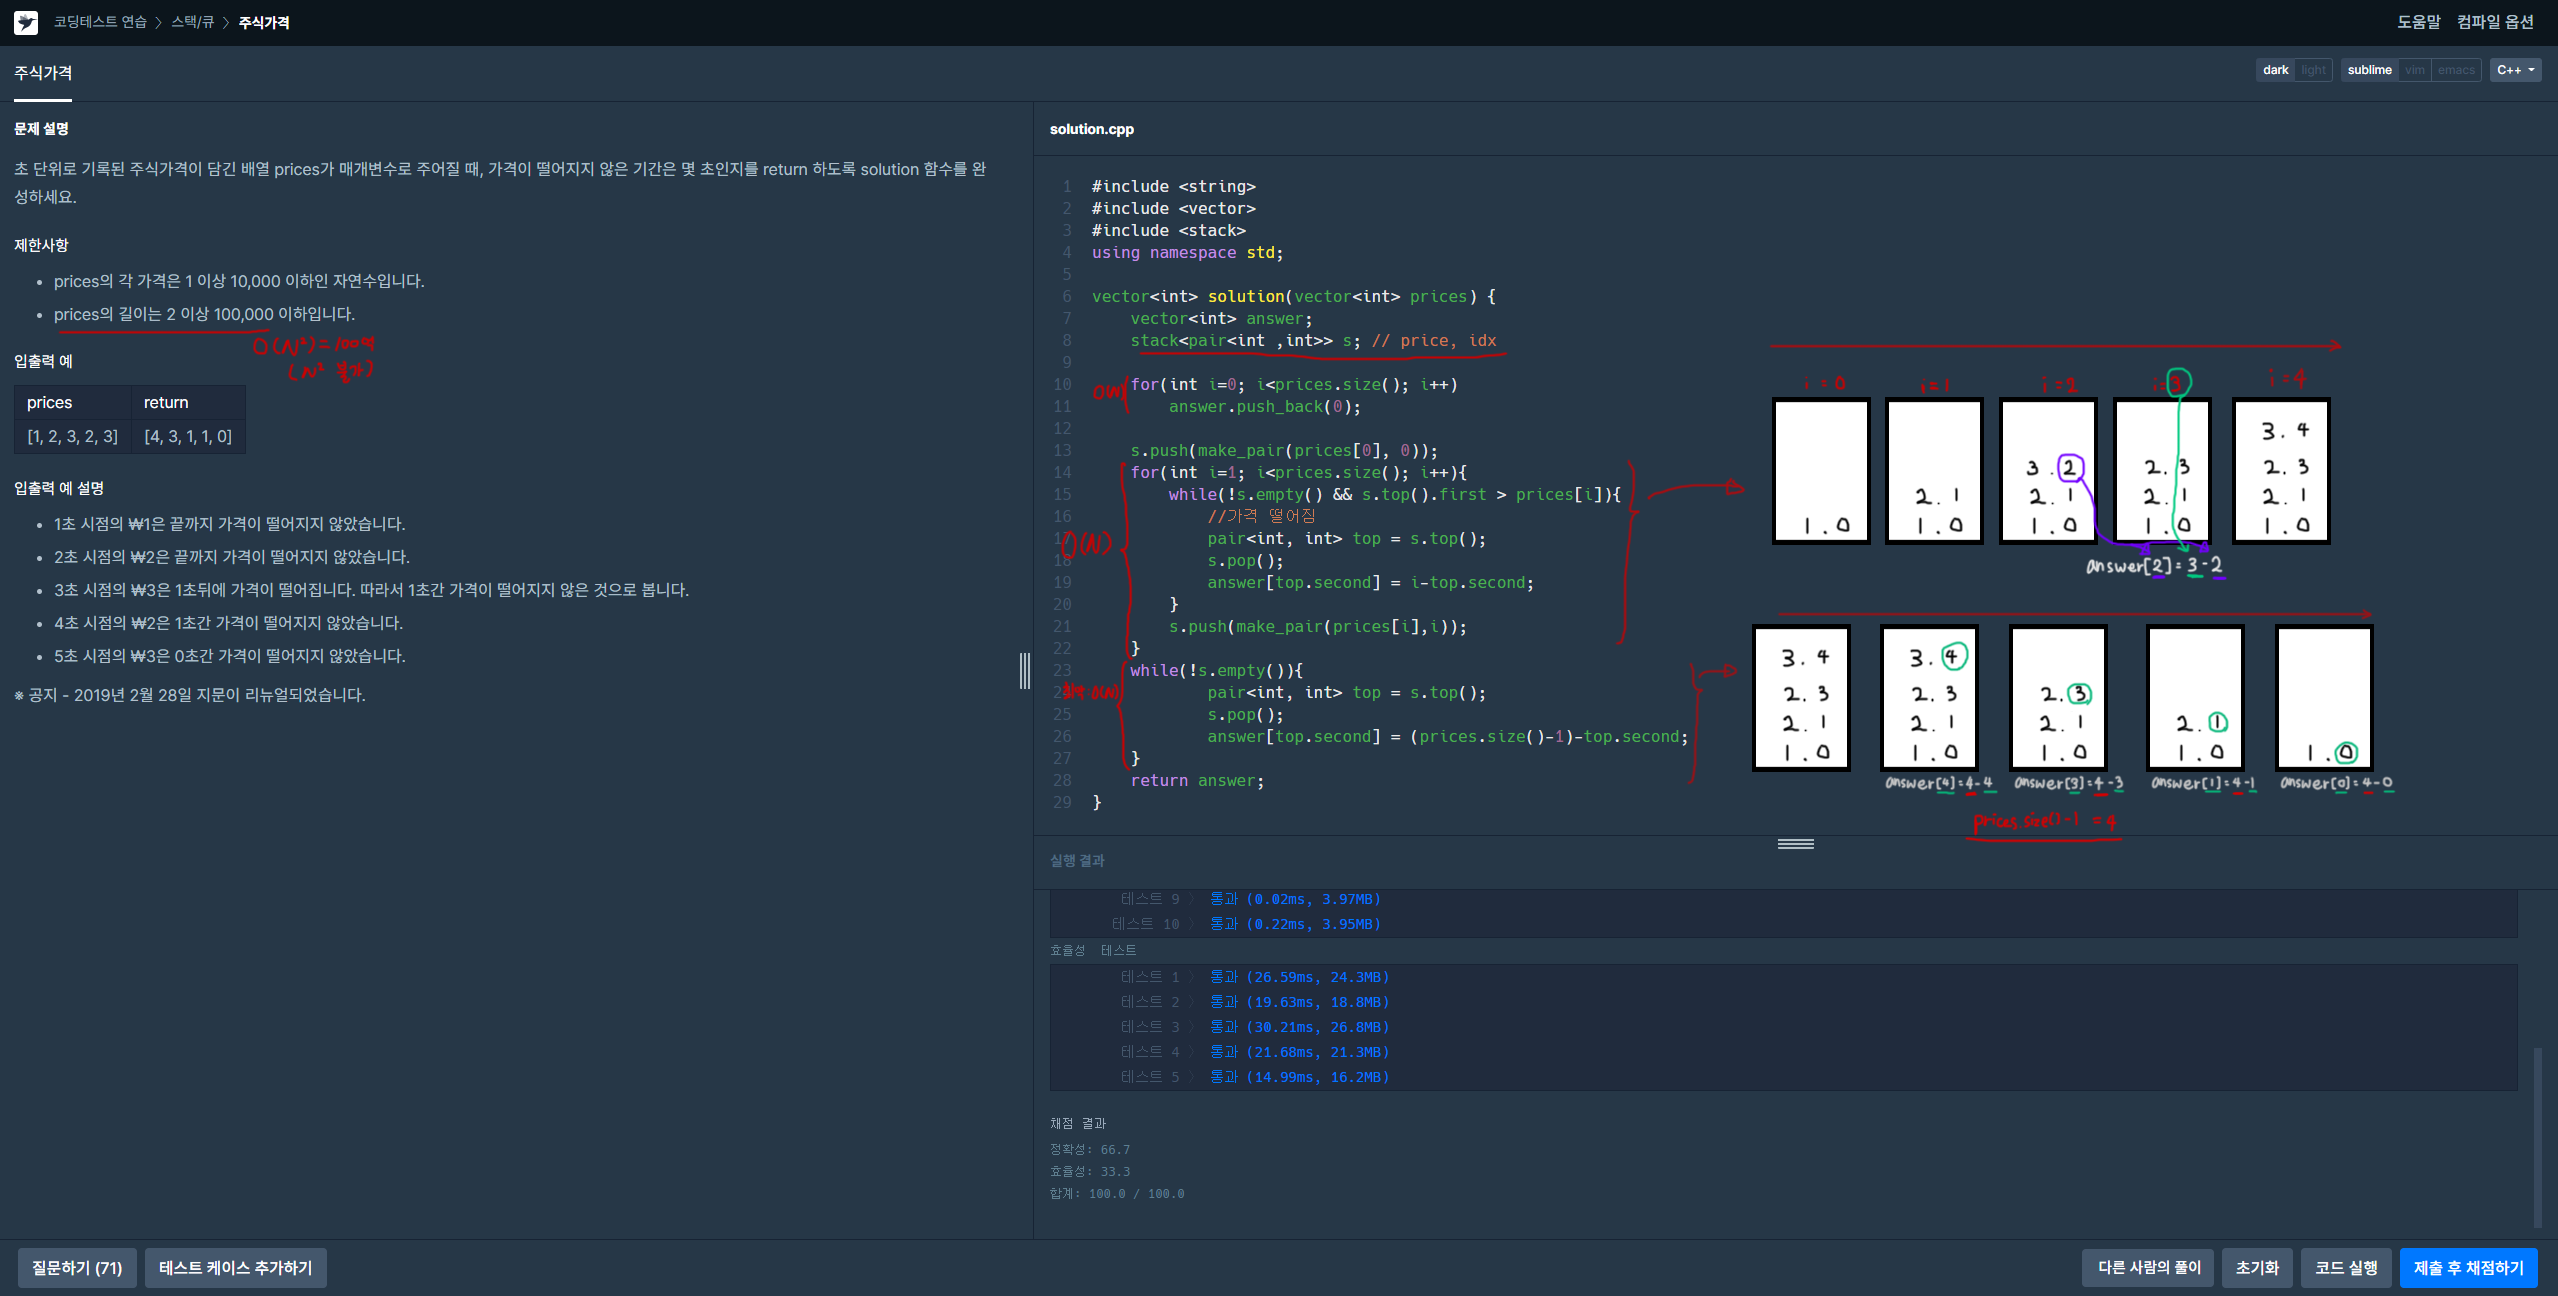 코딩테스트 연습 > 스택/큐 > 주식가격
도움말 컴파일 옵션
주식가격
dark light sublime vim emacs C++
문제 설명
초 단위로 기록된 주식가격이 담긴 배열 prices가 매개변수로 주어질 때, 가격이 떨어지지 않은 기간은 몇 초인지를 return 하도록 solution 함수를 완
성하세요.
제한사항
• prices의 각 가격은 1 이상 10,000 이하인 자연수입니다.
• prices의 길이는 2 이상 100,000 이하입니다.
O(N²)=100억
(N² 불가)
입출력 예
prices return
[1, 2, 3, 2, 3] [4, 3, 1, 1, 0]
입출력 예 설명
• 1초 시점의 ₩1은 끝까지 가격이 떨어지지 않았습니다.
• 2초 시점의 ₩2은 끝까지 가격이 떨어지지 않았습니다.
• 3초 시점의 ₩3은 1초뒤에 가격이 떨어집니다. 따라서 1초간 가격이 떨어지지 않은 것으로 봅니다.
• 4초 시점의 ₩2은 1초간 가격이 떨어지지 않았습니다.
• 5초 시점의 ₩3은 0초간 가격이 떨어지지 않았습니다.
※ 공지 - 2019년 2월 28일 지문이 리뉴얼되었습니다.
solution.cpp
1 #include <string>
2 #include <vector>
3 #include <stack>
4 using namespace std;
5
6 vector<int> solution(vector<int> prices) {
7 vector<int> answer;
8 stack<pair<int ,int>> s; // price, idx
9
10 for(int i=0; i<prices.size(); i++)
11 answer.push_back(0);
12
13 s.push(make_pair(prices[0], 0));
14 for(int i=1; i<prices.size(); i++){
15 while(!s.empty() && s.top().first > prices[i]){
16 //가격 떨어짐
17 pair<int, int> top = s.top();
18 s.pop();
19 answer[top.second] = i-top.second;
20 }
21 s.push(make_pair(prices[i],i));
22 }
23 while(!s.empty()){
24 pair<int, int> top = s.top();
25 s.pop();
26 answer[top.second] = (prices.size()-1)-top.second;
27 }
28 return answer;
29 }
O(N)
O(N)
O(N)
i=0 i=1 i=2 i=3 i=4
3.4
3.2 2.3 2.3
2.1 2.1 2.1 2.1
1.0 1.0 1.0 1.0 1.0
answer[2]=3-2
3.4 3.4
2.3 2.3 2.3
2.1 2.1 2.1 2.1
1.0 1.0 1.0 1.0 1.0
answer[4]=4-4 answer[3]=4-3 answer[1]=4-1 answer[0]=4-0
prices.size()-1 =4
실행 결과
테스트 9 〉 통과 (0.02ms, 3.97MB)
테스트 10 〉 통과 (0.22ms, 3.95MB)
효율성 테스트
테스트 1 〉 통과 (26.59ms, 24.3MB)
테스트 2 〉 통과 (19.63ms, 18.8MB)
테스트 3 〉 통과 (30.21ms, 26.8MB)
테스트 4 〉 통과 (21.68ms, 21.3MB)
테스트 5 〉 통과 (14.99ms, 16.2MB)
채점 결과
정확성: 66.7
효율성: 33.3
합계: 100.0 / 100.0
질문하기 (71) 테스트 케이스 추가하기
다른 사람의 풀이 초기화 코드 실행 제출 후 채점하기